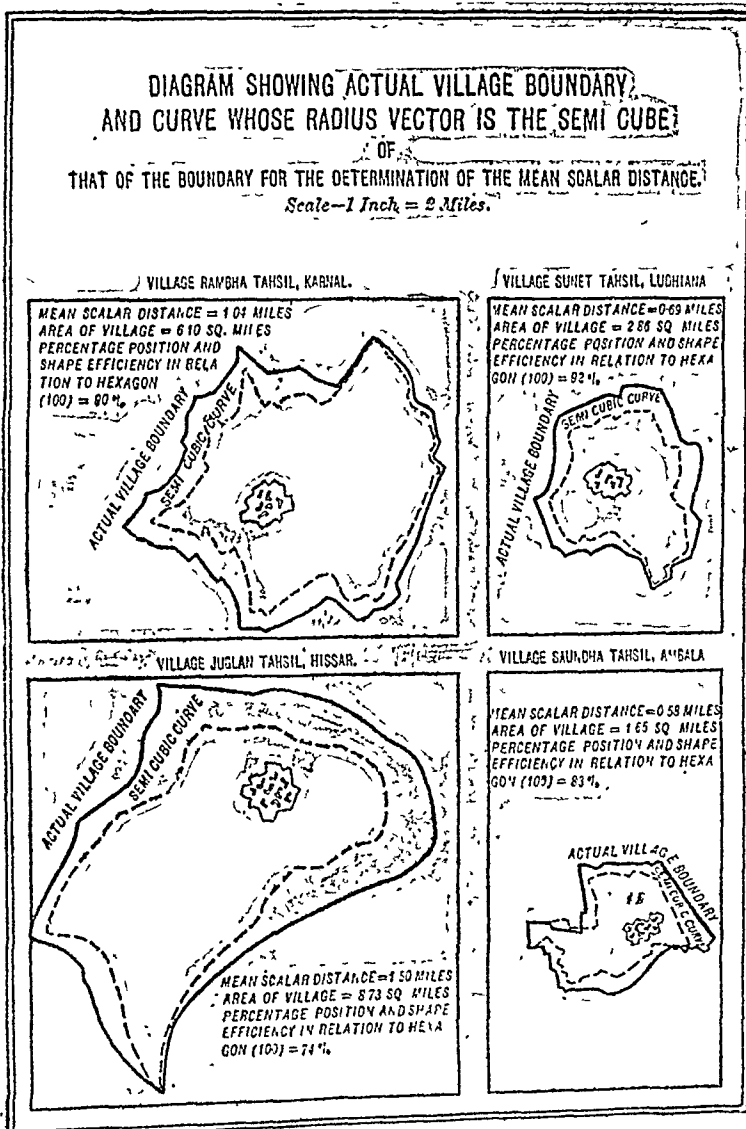 DIAGRAM SHOWING ACTUAL VILLAGE BOUNDARY
AND CURVE WHOSE RADIUS VECTOR IS THE SEMI CUBE
OF
THAT OF THE BOUNDARY FOR THE DETERMINATION OF THE MEAN SCALAR DISTANCE.
Scale—1 Inch = 2 Miles.
VILLAGE RAMBHA TAHSIL, KARNAL.
MEAN SCALAR DISTANCE = 1 04 MILES
AREA OF VILLAGE = 6 10 SQ. MILES
PERCENTAGE POSITION AND
SHAPE EFFICIENCY IN RELA
TION TO HEXAGON
(100) = 90 %
ACTUAL VILLAGE BOUNDARY
SEMI CUBIC CURVE
VILLAGE SUNET TAHSIL, LUDHIANA
MEAN SCALAR DISTANCE = 0·69 MILES
AREA OF VILLAGE = 2 86 SQ MILES
PERCENTAGE POSITION AND SHAPE
EFFICIENCY IN RELATION TO HEXA
GON (100) = 92 %
ACTUAL VILLAGE BOUNDARY
SEMI CUBIC CURVE
VILLAGE JUGLAN TAHSIL, HISSAR.
ACTUAL VILLAGE BOUNDARY
SEMI CUBIC CURVE
MEAN SCALAR DISTANCE = 1 50 MILES
AREA OF VILLAGE = 8 73 SQ MILES
PERCENTAGE POSITION AND SHAPE
EFFICIENCY IN RELATION TO HEXA
GON (100) = 74 %
VILLAGE SAUNDHA TAHSIL, AMBALA
MEAN SCALAR DISTANCE = 0 58 MILES
AREA OF VILLAGE = 1 65 SQ MILES
PERCENTAGE POSITION AND SHAPE
EFFICIENCY IN RELATION TO HEXA
GON (100) = 83 %
ACTUAL VILLAGE BOUNDARY
SEMI CUBIC CURVE